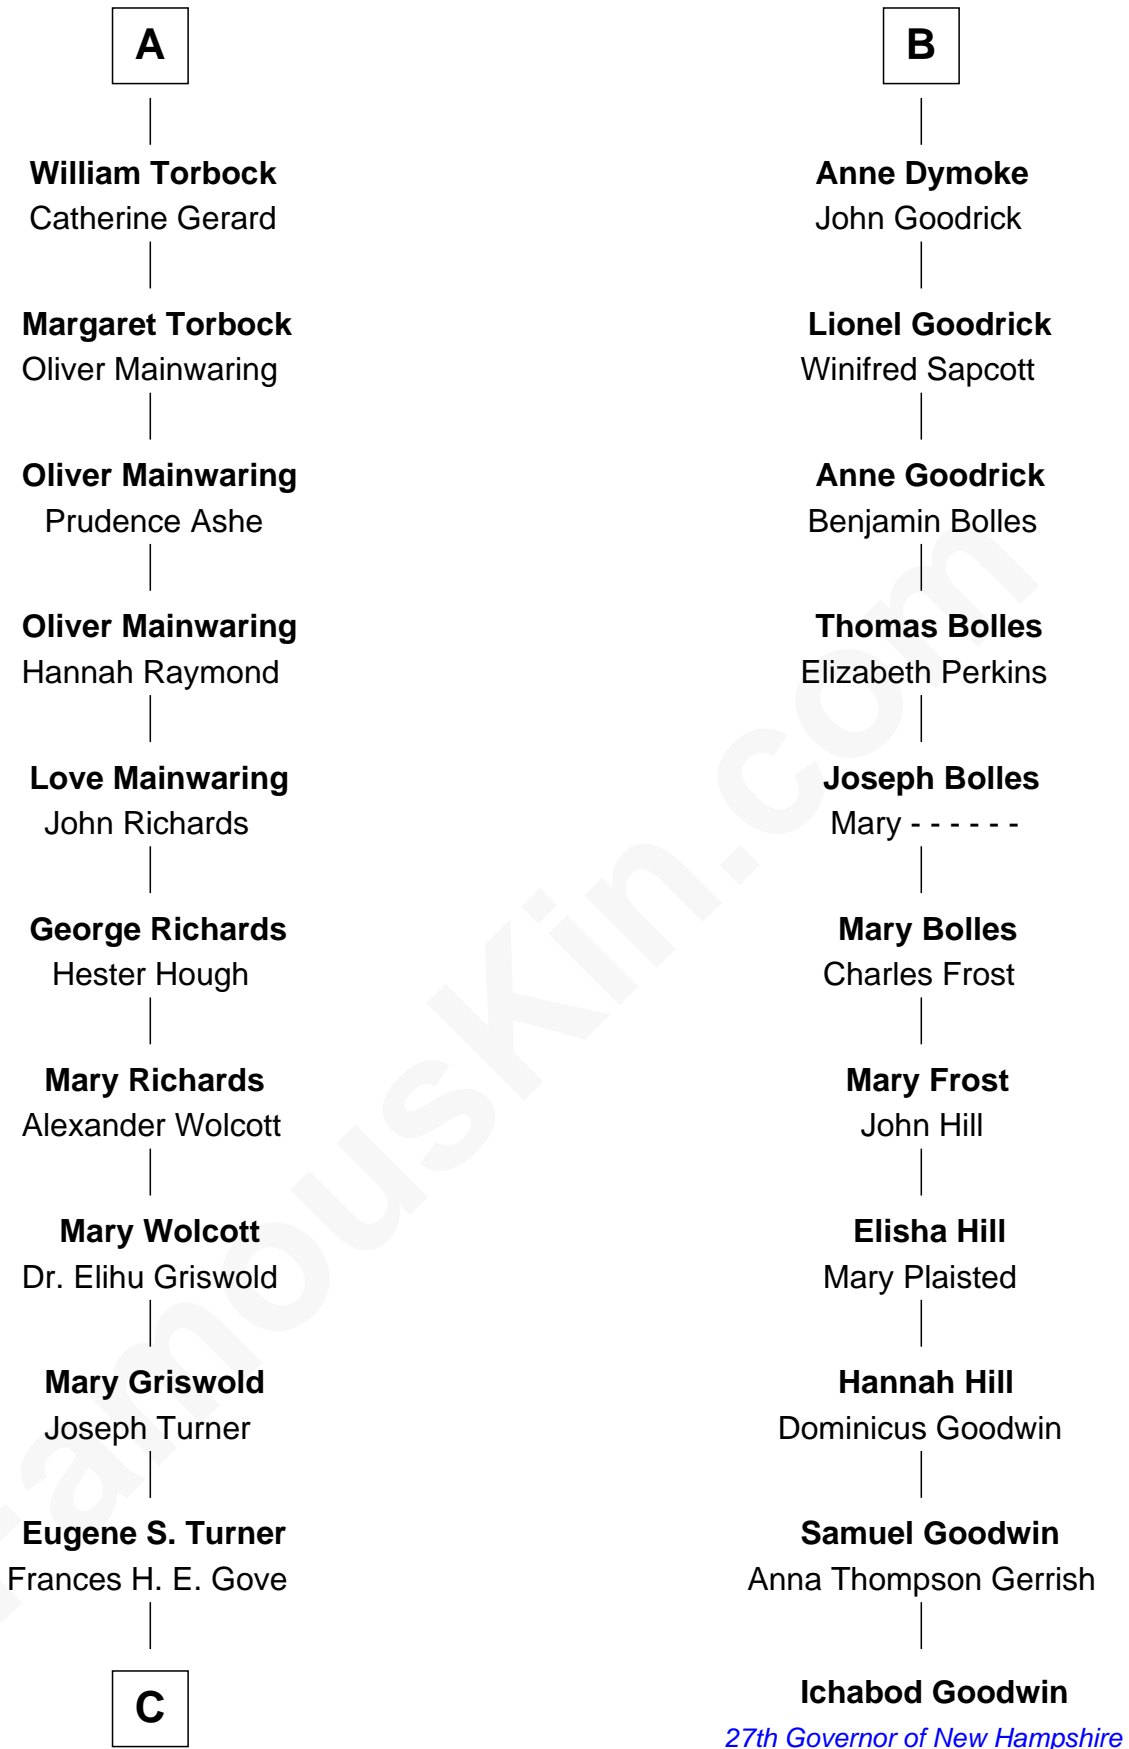 A
William Torbock
Catherine Gerard
Margaret Torbock
Oliver Mainwaring
Oliver Mainwaring
Prudence Ashe
Oliver Mainwaring
Hannah Raymond
Love Mainwaring
John Richards
George Richards
Hester Hough
Mary Richards
Alexander Wolcott
Mary Wolcott
Dr. Elihu Griswold
Mary Griswold
Joseph Turner
Eugene S. Turner
Frances H. E. Gove
C
B
Anne Dymoke
John Goodrick
Lionel Goodrick
Winifred Sapcott
Anne Goodrick
Benjamin Bolles
Thomas Bolles
Elizabeth Perkins
Joseph Bolles
Mary - - - - - -
Mary Bolles
Charles Frost
Mary Frost
John Hill
Elisha Hill
Mary Plaisted
Hannah Hill
Dominicus Goodwin
Samuel Goodwin
Anna Thompson Gerrish
Ichabod Goodwin
27th Governor of New Hampshire
FamousKin.com